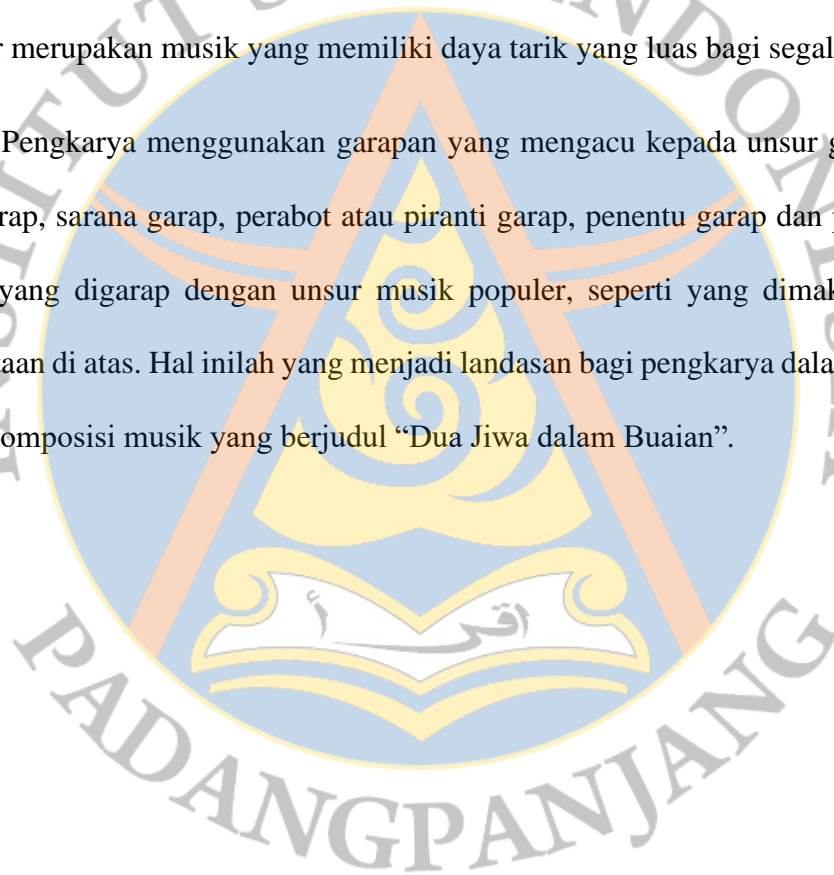 r merupakan musik yang memiliki daya tarik yang luas bagi segal
Pengkarya menggunakan garapan yang mengacu kepada unsur g
rap, sarana garap, perabot atau piranti garap, penentu garap dan
yang digarap dengan unsur musik populer, seperti yang dimak
taan di atas. Hal inilah yang menjadi landasan bagi pengkarya dala
omposisi musik yang berjudul “Dua Jiwa dalam Buaian”.
اقرأ
PADANGPANJANG